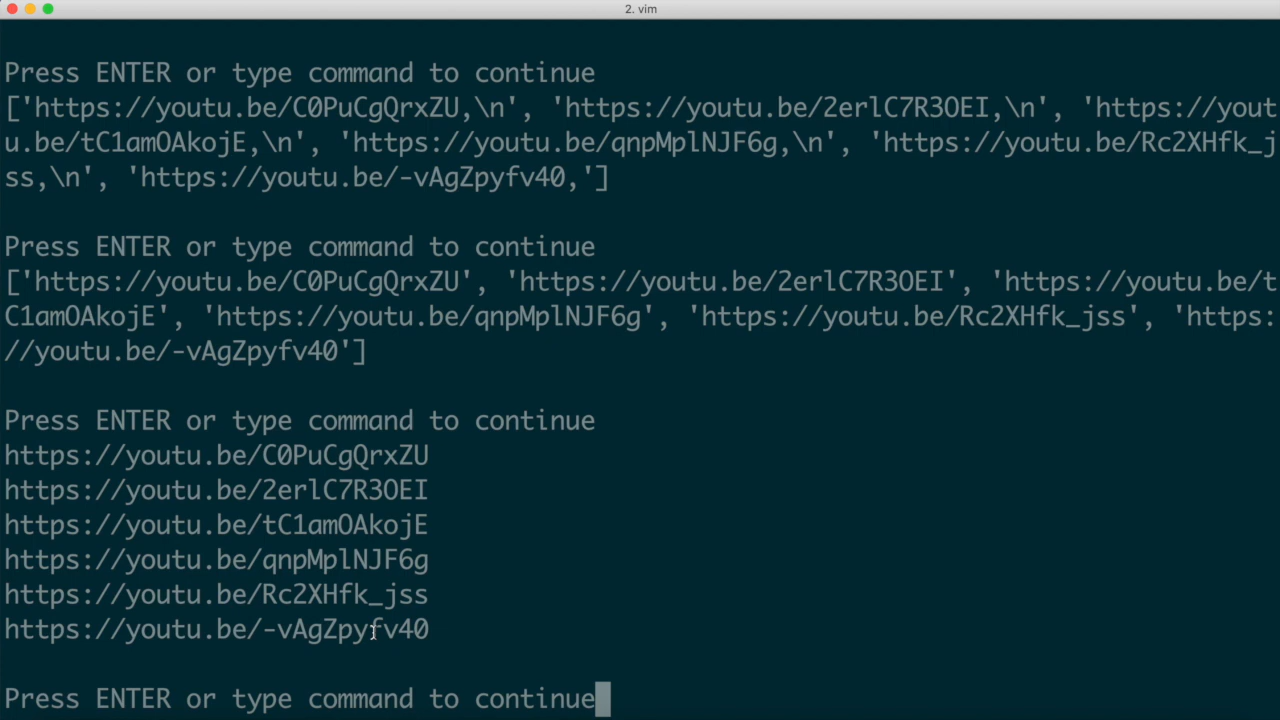 2. vim
Press ENTER or type command to continue
['https://youtu.be/C0PuCgQrxZU,\n', 'https://youtu.be/2erlC7R3OEI,\n', 'https://yout
u.be/tC1amOAkojE,\n', 'https://youtu.be/qnpMplNJF6g,\n', 'https://youtu.be/Rc2XHfk_j
ss,\n', 'https://youtu.be/-vAgZpyfv40,']
Press ENTER or type command to continue
['https://youtu.be/C0PuCgQrxZU', 'https://youtu.be/2erlC7R3OEI', 'https://youtu.be/t
C1amOAkojE', 'https://youtu.be/qnpMplNJF6g', 'https://youtu.be/Rc2XHfk_jss', 'https:
//youtu.be/-vAgZpyfv40']
Press ENTER or type command to continue
https://youtu.be/C0PuCgQrxZU
https://youtu.be/2erlC7R3OEI
https://youtu.be/tC1amOAkojE
https://youtu.be/qnpMplNJF6g
https://youtu.be/Rc2XHfk_jss
https://youtu.be/-vAgZpyfv40
Press ENTER or type command to continue